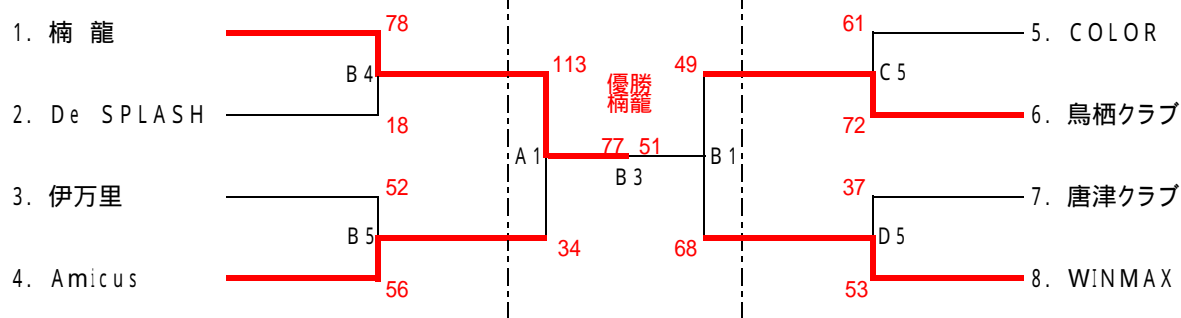 1. 楠 龍
78
B4
2. De SPLASH
18
3. 伊万里
52
B5
4. Amicus
56
113
A1
34
優勝
楠龍
77 51
B3
49
B1
68
61
5. COLOR
C5
6. 鳥栖クラブ
72
37
7. 唐津クラブ
D5
8. WINMAX
53